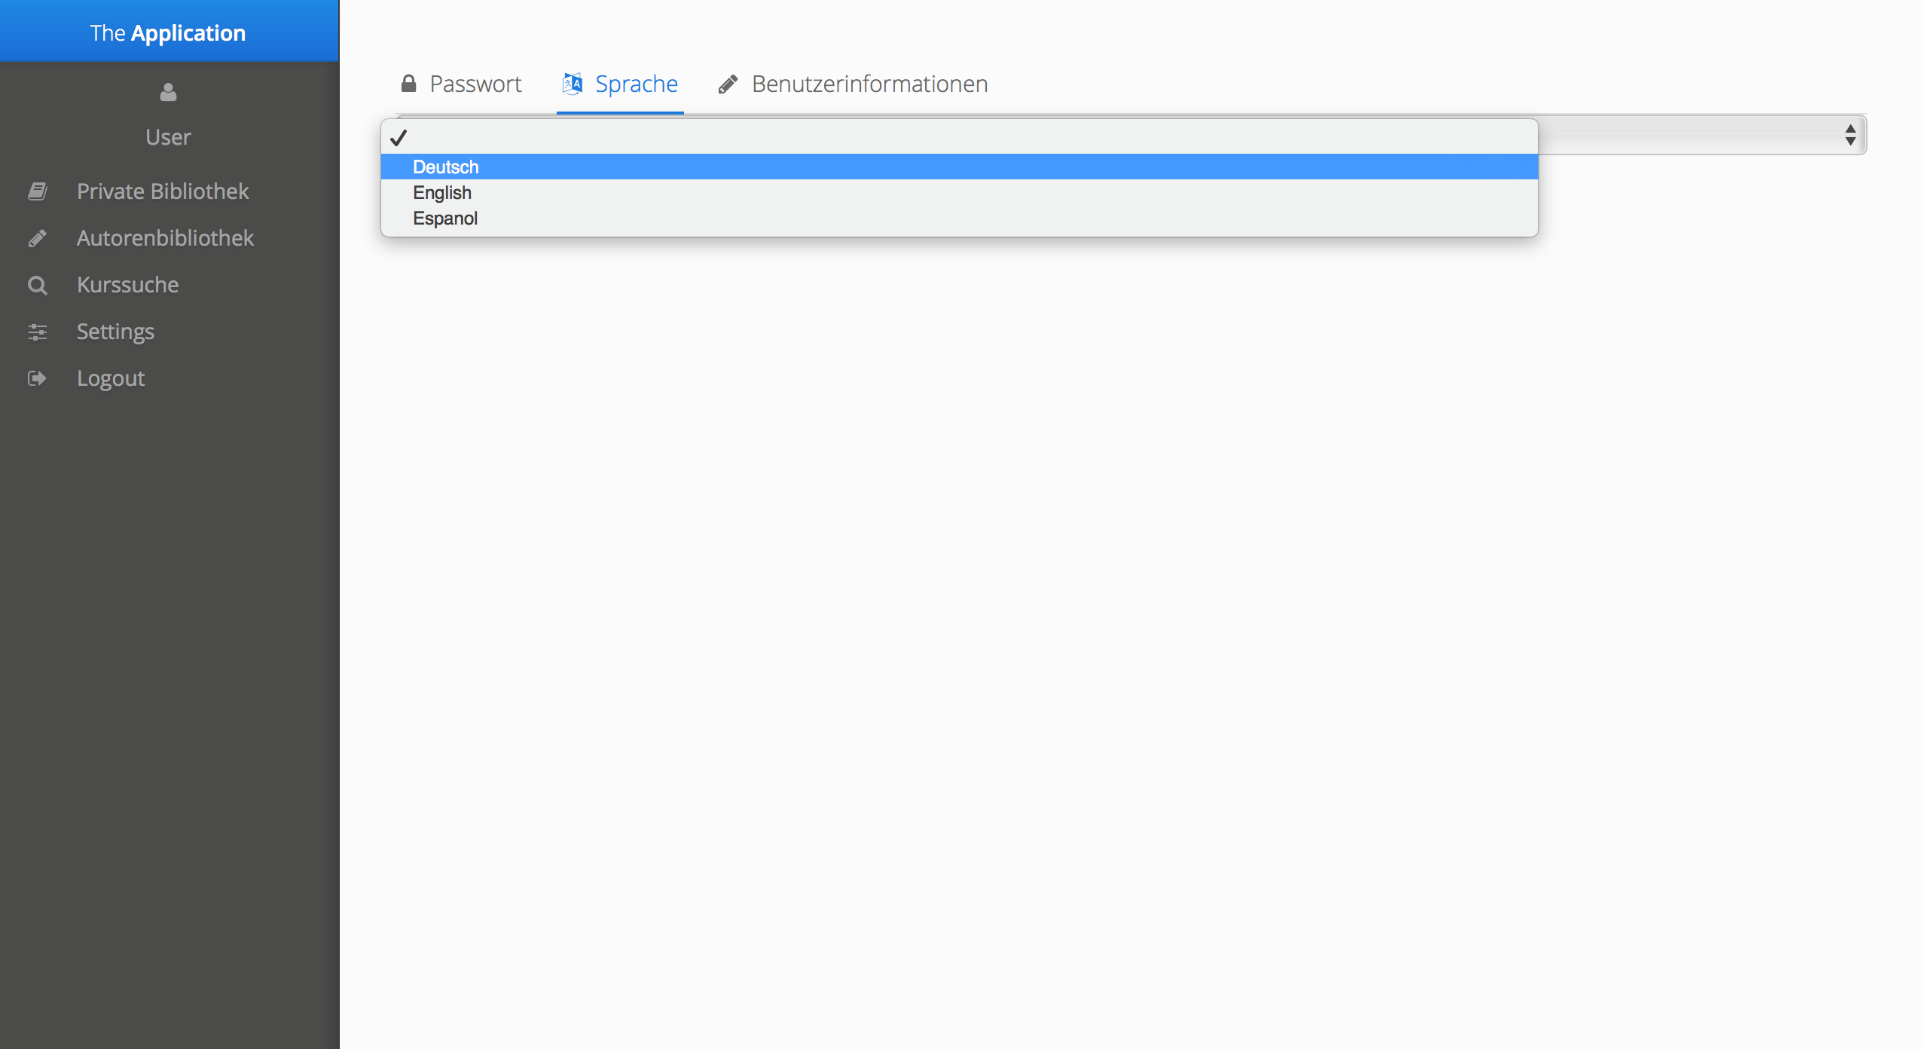 The Application
User
Private Bibliothek
Autorenbibliothek
Kurssuche
Settings
Logout
Passwort
Sprache
Benutzerinformationen
Deutsch
English
Espanol